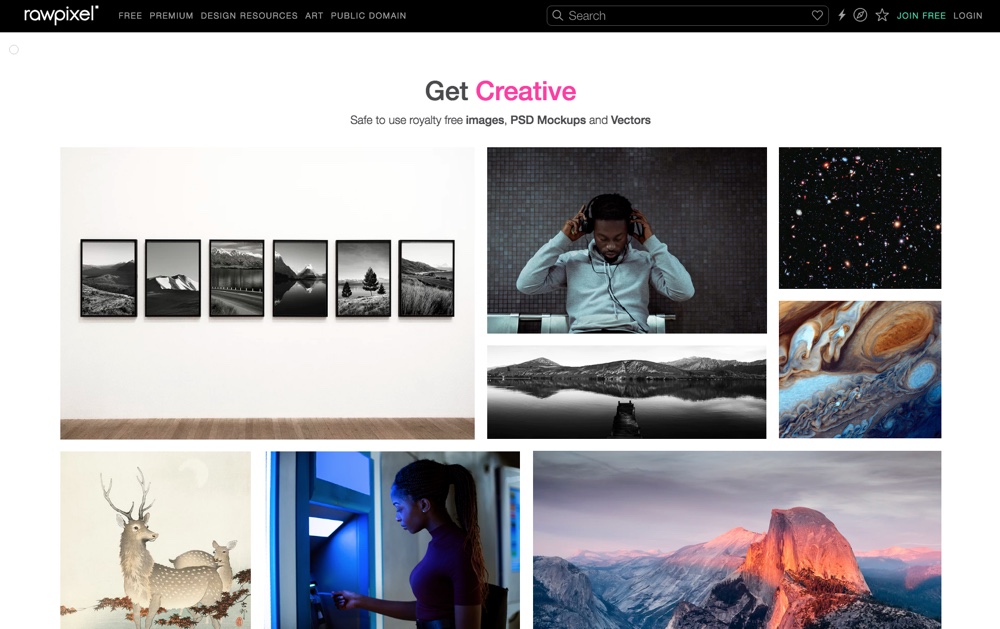 rawpixel
FREE PREMIUM DESIGN RESOURCES ART PUBLIC DOMAIN
Search
JOIN FREE LOGIN
Get Creative
Safe to use royalty free images, PSD Mockups and Vectors